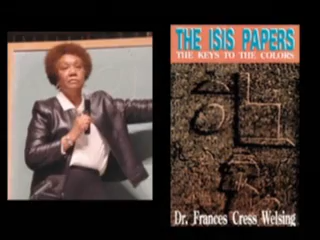 THE ISIS PAPERS
THE KEYS TO THE COLORS
Dr. Frances Cress Welsing